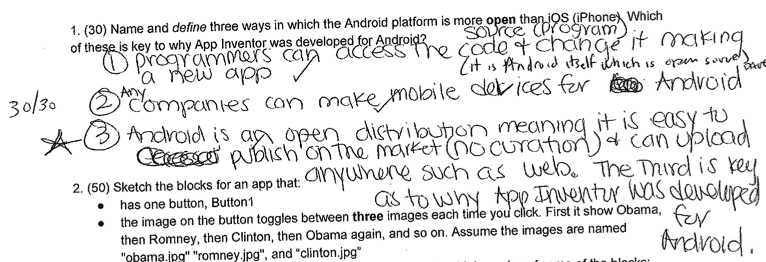 1. (30) Name and define three ways in which the Android platform is more open than iOS (iPhone). Which
of these is key to why App Inventor was developed for Android?
① programmers can access the source (program) code & change it making
a new app ✓ (it is Android itself which is open source)
30/30
② Any companies can make mobile devices for Android
☆ ③ Android is an open distribution meaning it is easy to
publish on the market (no curation) & can upload
anywhere such as web. The Third is key
as to why App Inventor was developed
for
Android.
2. (50) Sketch the blocks for an app that:
• has one button, Button1
• the image on the button toggles between three images each time you click. First it show Obama,
then Romney, then Clinton, then Obama again, and so on. Assume the images are named
"obama.jpg" "romney.jpg", and "clinton.jpg"